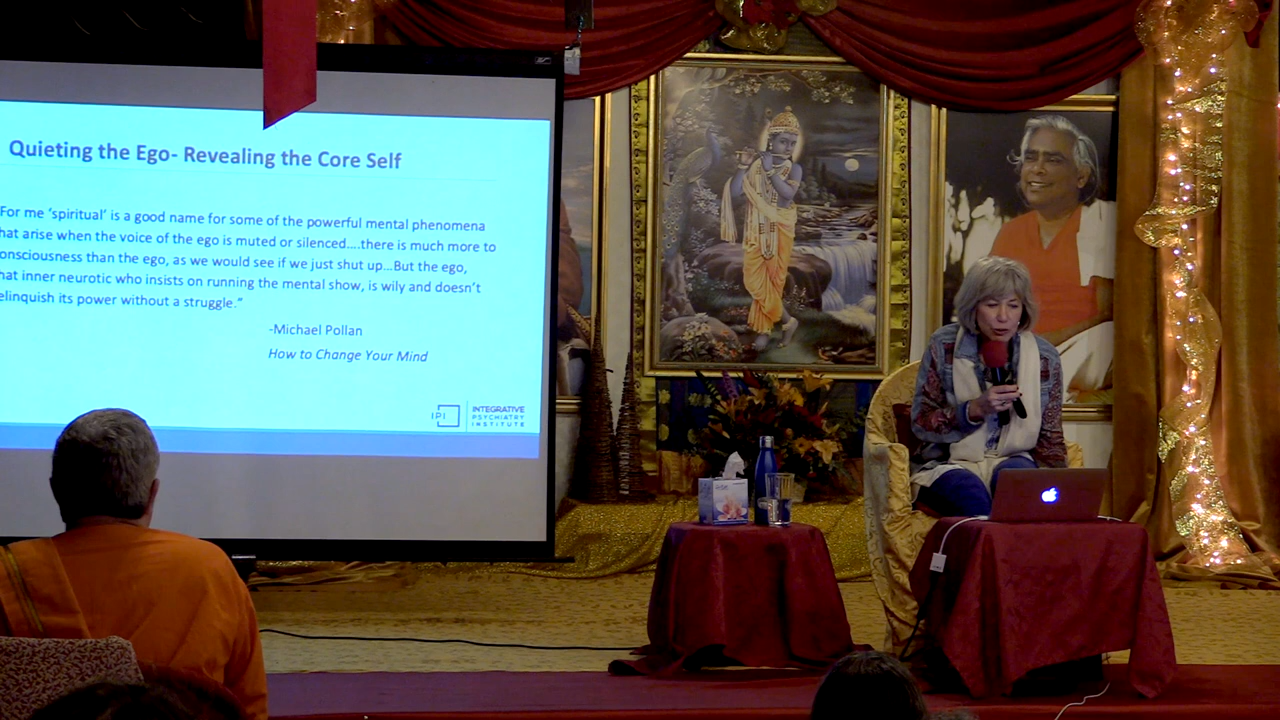 Quieting the Ego- Revealing the Core Self
For me ‘spiritual’ is a good name for some of the powerful mental phenomena
hat arise when the voice of the ego is muted or silenced....there is much more to
onsciousness than the ego, as we would see if we just shut up...But the ego,
hat inner neurotic who insists on running the mental show, is wily and doesn’t
elinquish its power without a struggle.”
-Michael Pollan
How to Change Your Mind
IPI
INTEGRATIVE
PSYCHIATRY
INSTITUTE